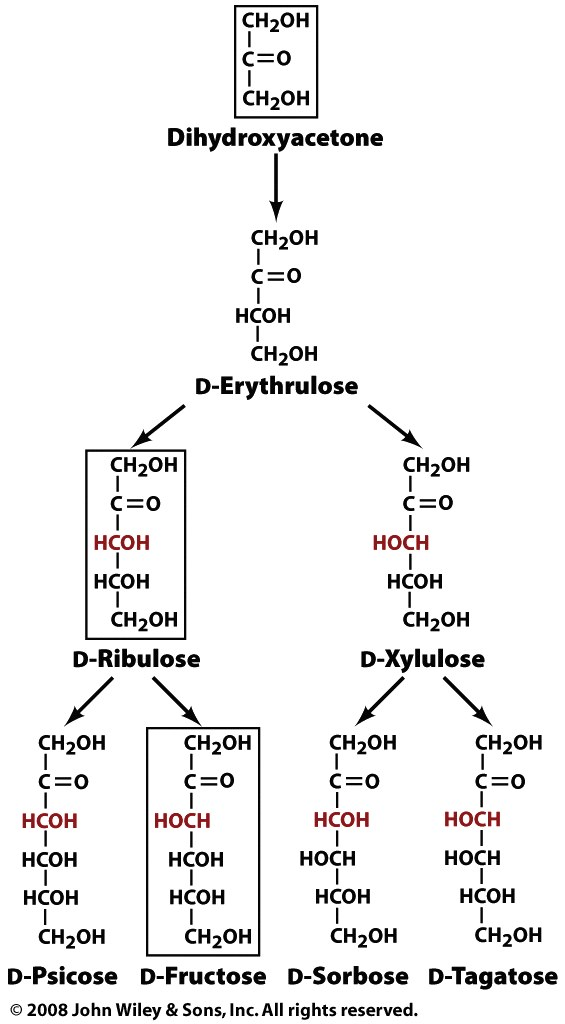 CH2OH
C=O
CH2OH
Dihydroxyacetone
CH2OH
C=O
HCOH
CH2OH
D-Erythrulose
CH2OH
C=O
HCOH
HCOH
CH2OH
D-Ribulose
CH2OH
C=O
HOCH
HCOH
CH2OH
D-Xylulose
CH2OH
C=O
HCOH
HCOH
HCOH
CH2OH
D-Psicose
CH2OH
C=O
HOCH
HCOH
HCOH
CH2OH
D-Fructose
CH2OH
C=O
HCOH
HOCH
HCOH
CH2OH
D-Sorbose
CH2OH
C=O
HOCH
HOCH
HCOH
CH2OH
D-Tagatose
© 2008 John Wiley & Sons, Inc. All rights reserved.